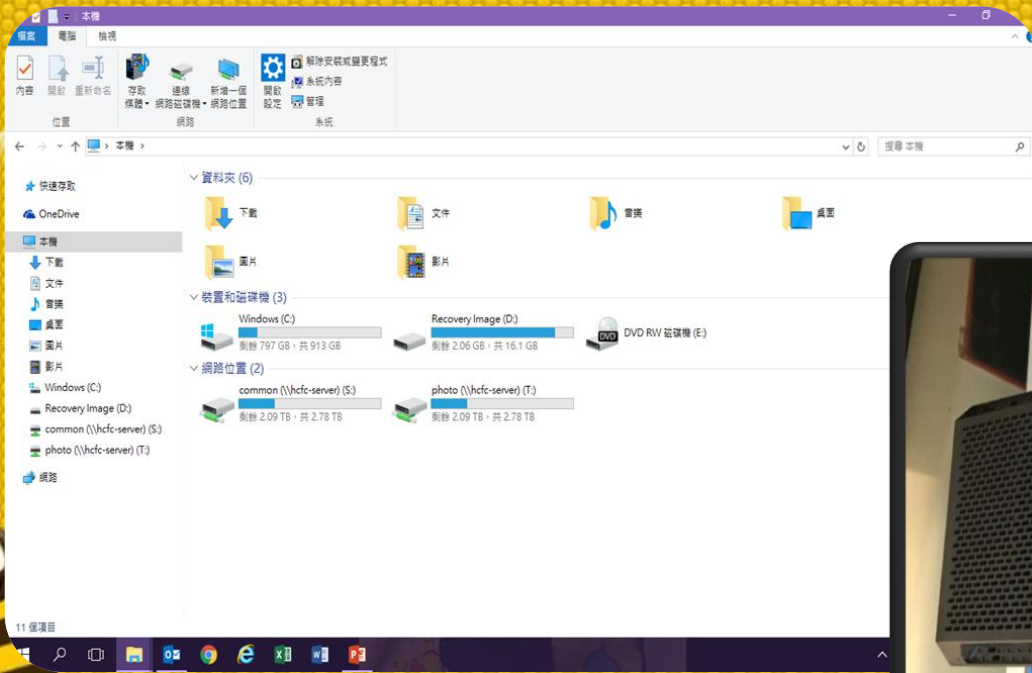 本機
檔案 電腦 檢視
內容 開啟 重新命名 存取媒體 連線網路磁碟機 新增一個網路位置 開啟設定 解除安裝或變更程式
系統內容
管理
位置 網路 系統
本機
搜尋 本機
快速存取
OneDrive
本機
下載
文件
音樂
桌面
圖片
影片
Windows (C:)
Recovery Image (D:)
common (\\hcfc-server) (S:)
photo (\\hcfc-server) (T:)
網路
資料夾 (6)
下載 文件 音樂 桌面
圖片 影片
裝置和磁碟機 (3)
Windows (C:)
剩餘 797 GB，共 913 GB
Recovery Image (D:)
剩餘 2.06 GB，共 16.1 GB
DVD RW 磁碟機 (E:)
DVD
網路位置 (2)
common (\\hcfc-server) (S:)
剩餘 2.09 TB，共 2.78 TB
photo (\\hcfc-server) (T:)
剩餘 2.09 TB，共 2.78 TB
11 個項目